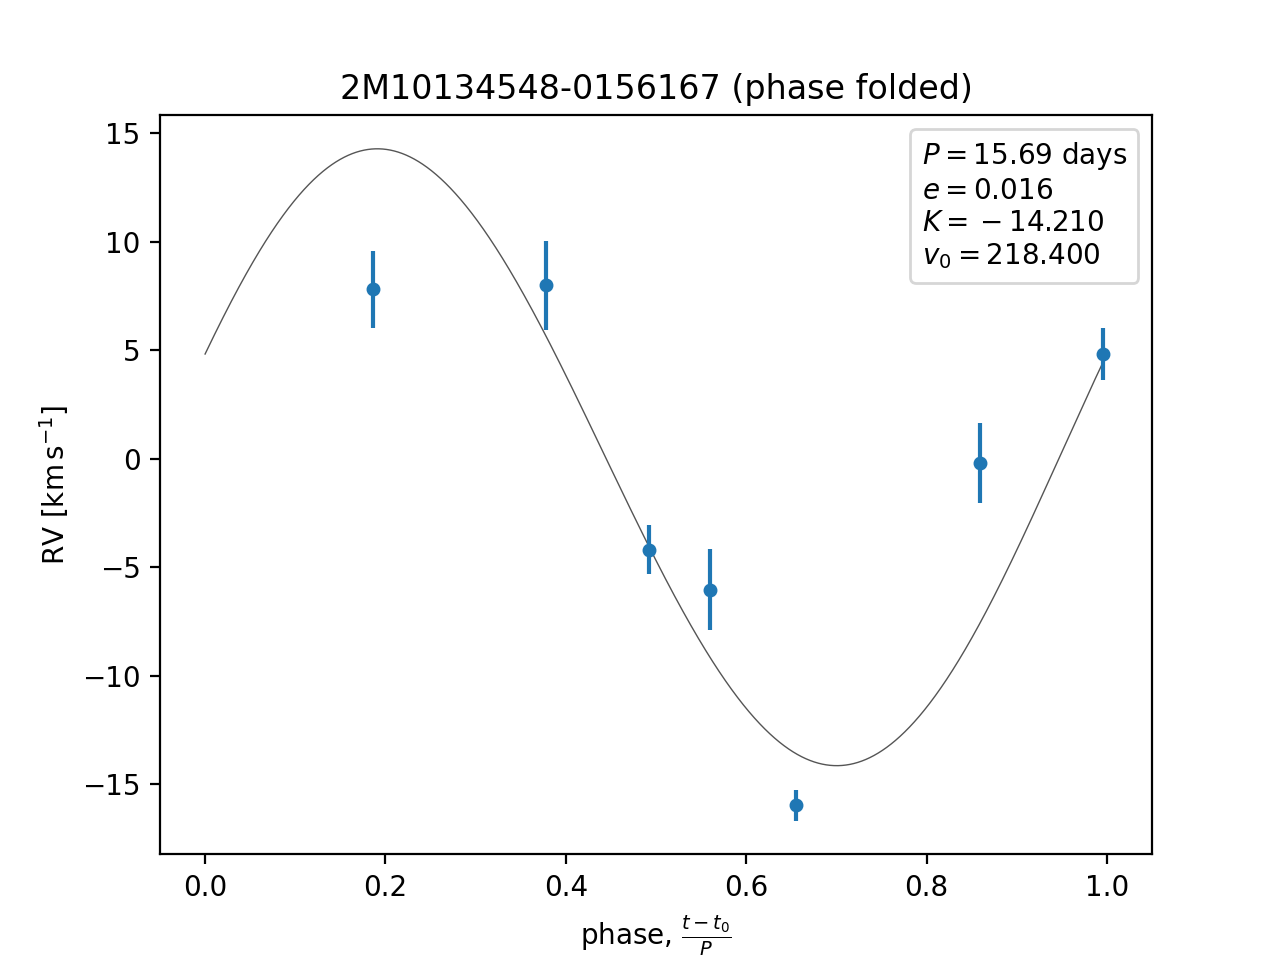 2M10134548-0156167 (phase folded)
P = 15.69 days
e = 0.016
K = −14.210
v₀ = 218.400
RV [km s⁻¹]
15
10
5
0
−5
−10
−15
0.0 0.2 0.4 0.6 0.8 1.0
phase, (t − t₀)/P